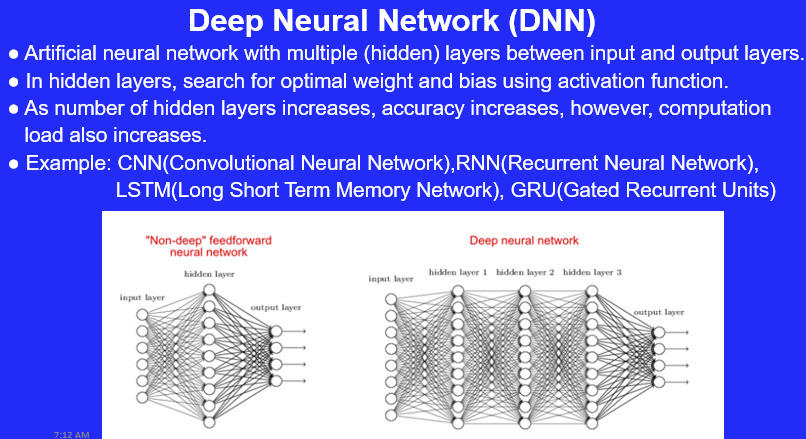 Deep Neural Network (DNN)
● Artificial neural network with multiple (hidden) layers between input and output layers.
● In hidden layers, search for optimal weight and bias using activation function.
● As number of hidden layers increases, accuracy increases, however, computation
load also increases.
● Example: CNN(Convolutional Neural Network),RNN(Recurrent Neural Network),
LSTM(Long Short Term Memory Network), GRU(Gated Recurrent Units)
"Non-deep" feedforward
neural network
hidden layer
input layer
output layer
Deep neural network
input layer
hidden layer 1 hidden layer 2 hidden layer 3
output layer
7:12 AM